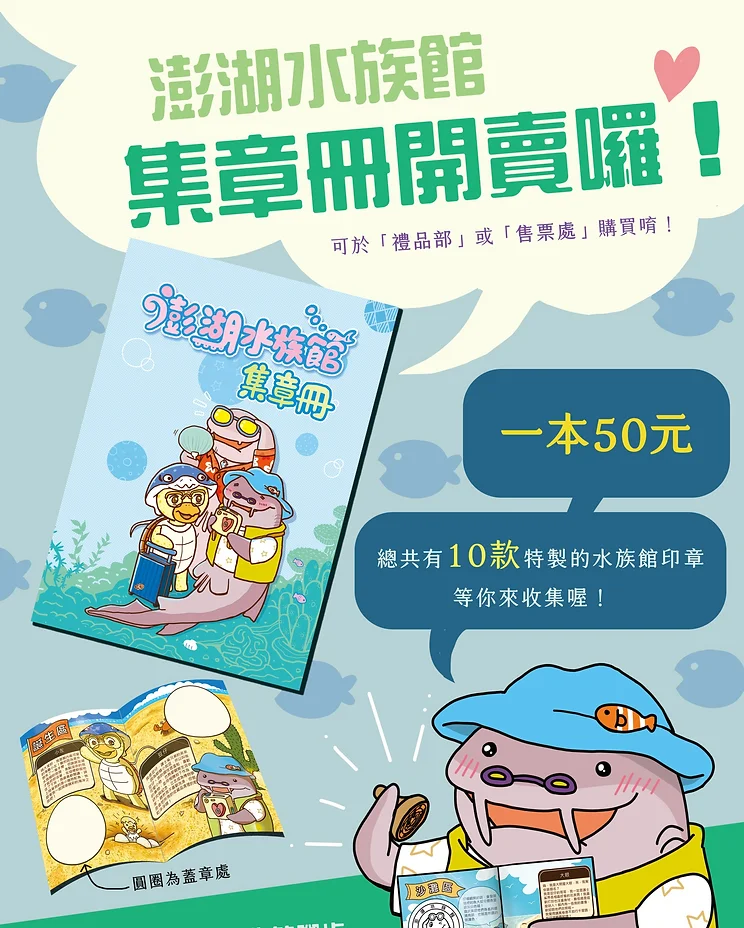 澎湖水族館
集章冊開賣囉！
可於「禮品部」或「售票處」購買唷！
澎湖水族館
集章冊
一本50元
總共有10款特製的水族館印章
等你來收集喔！
圓圈為蓋章處
沙灘區